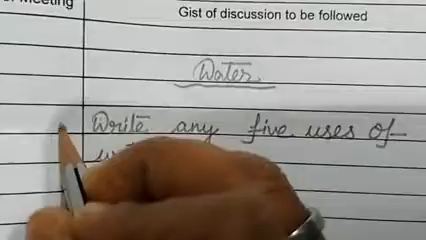 Meeting
Gist of discussion to be followed
Water
Write any five uses of